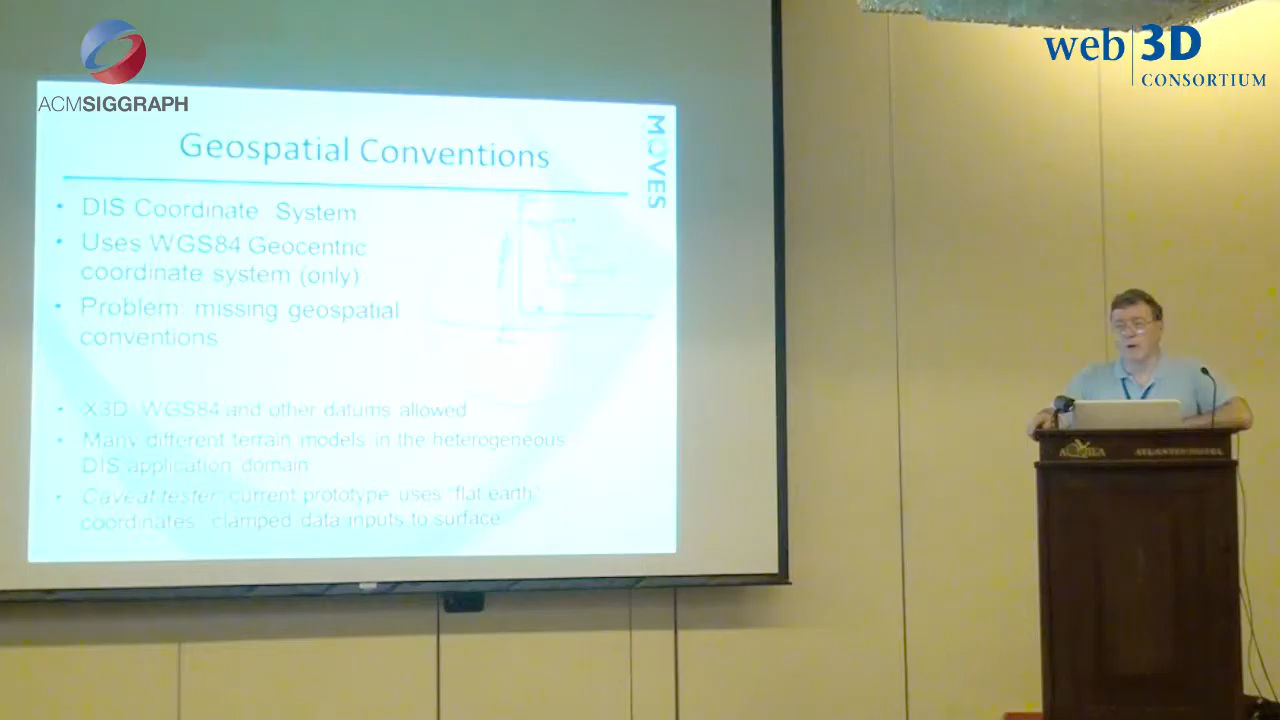 ACMSIGGRAPH
web 3D
CONSORTIUM
MOVES
Geospatial Conventions
• DIS Coordinate System
• Uses WGS84 Geocentric
coordinate system (only)
• Problem: missing geospatial
conventions
• X3D: WGS84 and other datums allowed
• Many different terrain models in the heterogeneous
DIS application domain
• Caveat tester: current prototype uses "flat earth"
coordinates, clamped data inputs to surface